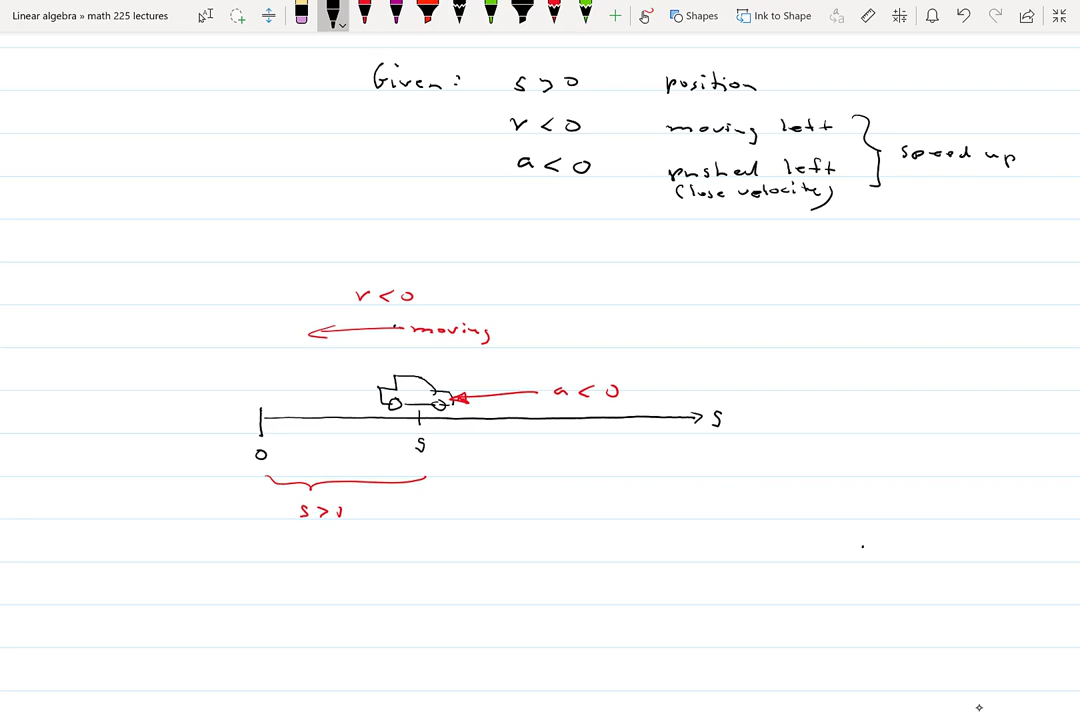 Linear algebra » math 225 lectures
Shapes
Ink to Shape
Given: s > 0 position
v < 0 moving left
a < 0 pushed left
(lose velocity)
speed up
v < 0
moving
a < 0
s
0 s
s > 0